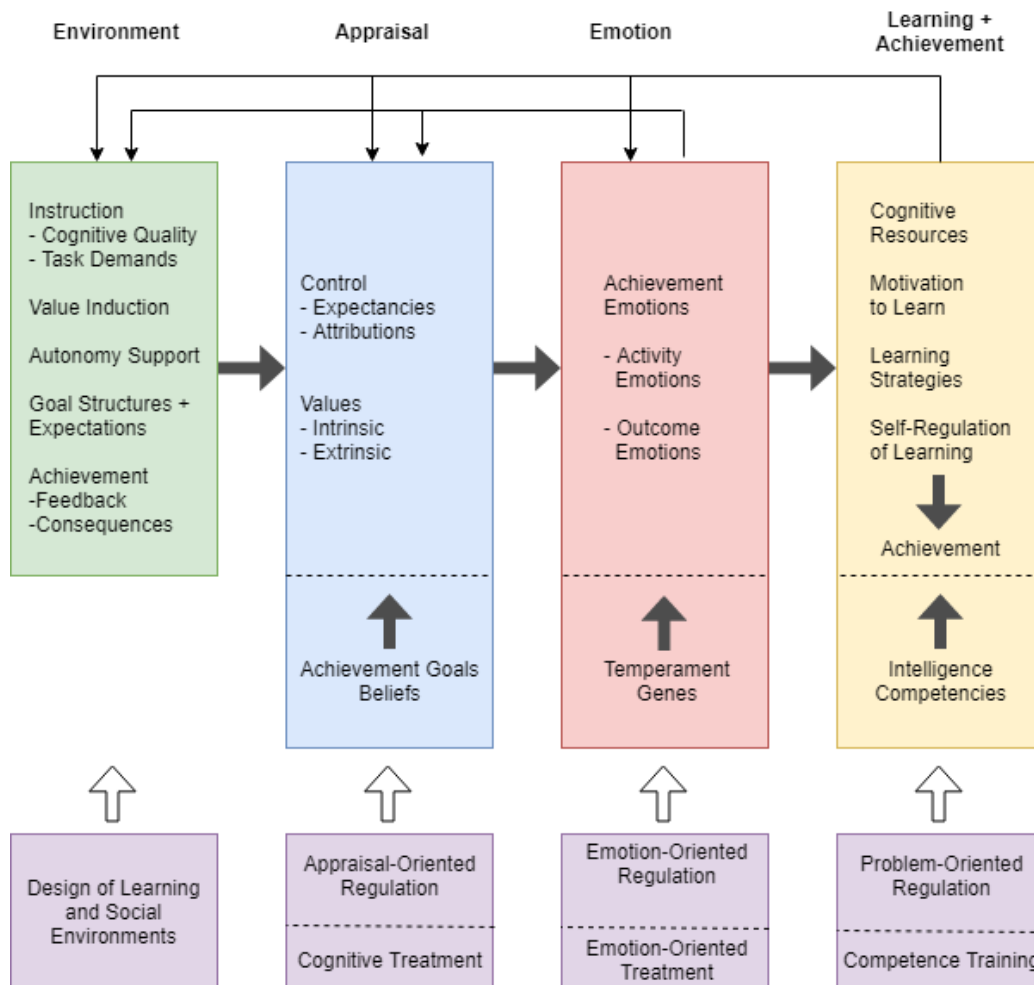 Environment
Appraisal
Emotion
Learning +
Achievement
Instruction
- Cognitive Quality
- Task Demands
Value Induction
Autonomy Support
Goal Structures +
Expectations
Achievement
-Feedback
-Consequences
Control
- Expectancies
- Attributions
Values
- Intrinsic
- Extrinsic
Achievement Goals
Beliefs
Achievement
Emotions
- Activity
Emotions
- Outcome
Emotions
Temperament
Genes
Cognitive
Resources
Motivation
to Learn
Learning
Strategies
Self-Regulation
of Learning
Achievement
Intelligence
Competencies
Design of Learning
and Social
Environments
Appraisal-Oriented
Regulation
Cognitive Treatment
Emotion-Oriented
Regulation
Emotion-Oriented
Treatment
Problem-Oriented
Regulation
Competence Training